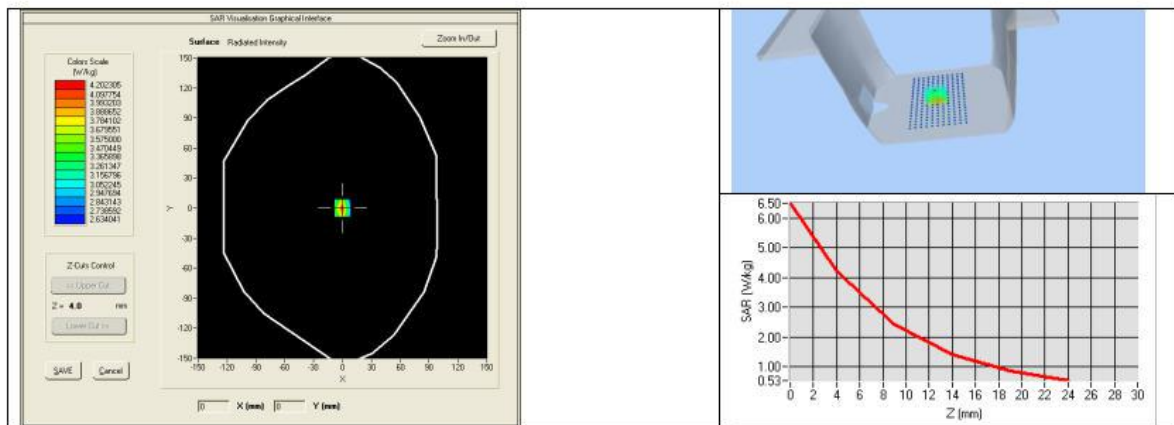 SAR Visualisation Graphical Interface
Surface Radiated Intensity
Zoom In/Out
Colors Scale
(W/kg)
4.202305
4.097754
3.993203
3.888652
3.784102
3.679551
3.575000
3.470449
3.365898
3.261347
3.156796
3.052245
2.947694
2.843143
2.738592
2.634041
Z-Cuts Control
<< Upper Cut
Z = 4.0 mm
Lower Cut >>
SAVE Cancel
150
120
90
60
30
0
-30
-60
-90
-120
-150
Y
-150 -120 -90 -60 -30 0 30 60 90 120 150
X
0 X (mm) 0 Y (mm)
6.50
6.00
5.00
4.00
3.00
2.00
1.00
0.53
SAR (W/kg)
0 2 4 6 8 10 12 14 16 18 20 22 24 26 28 30
Z (mm)